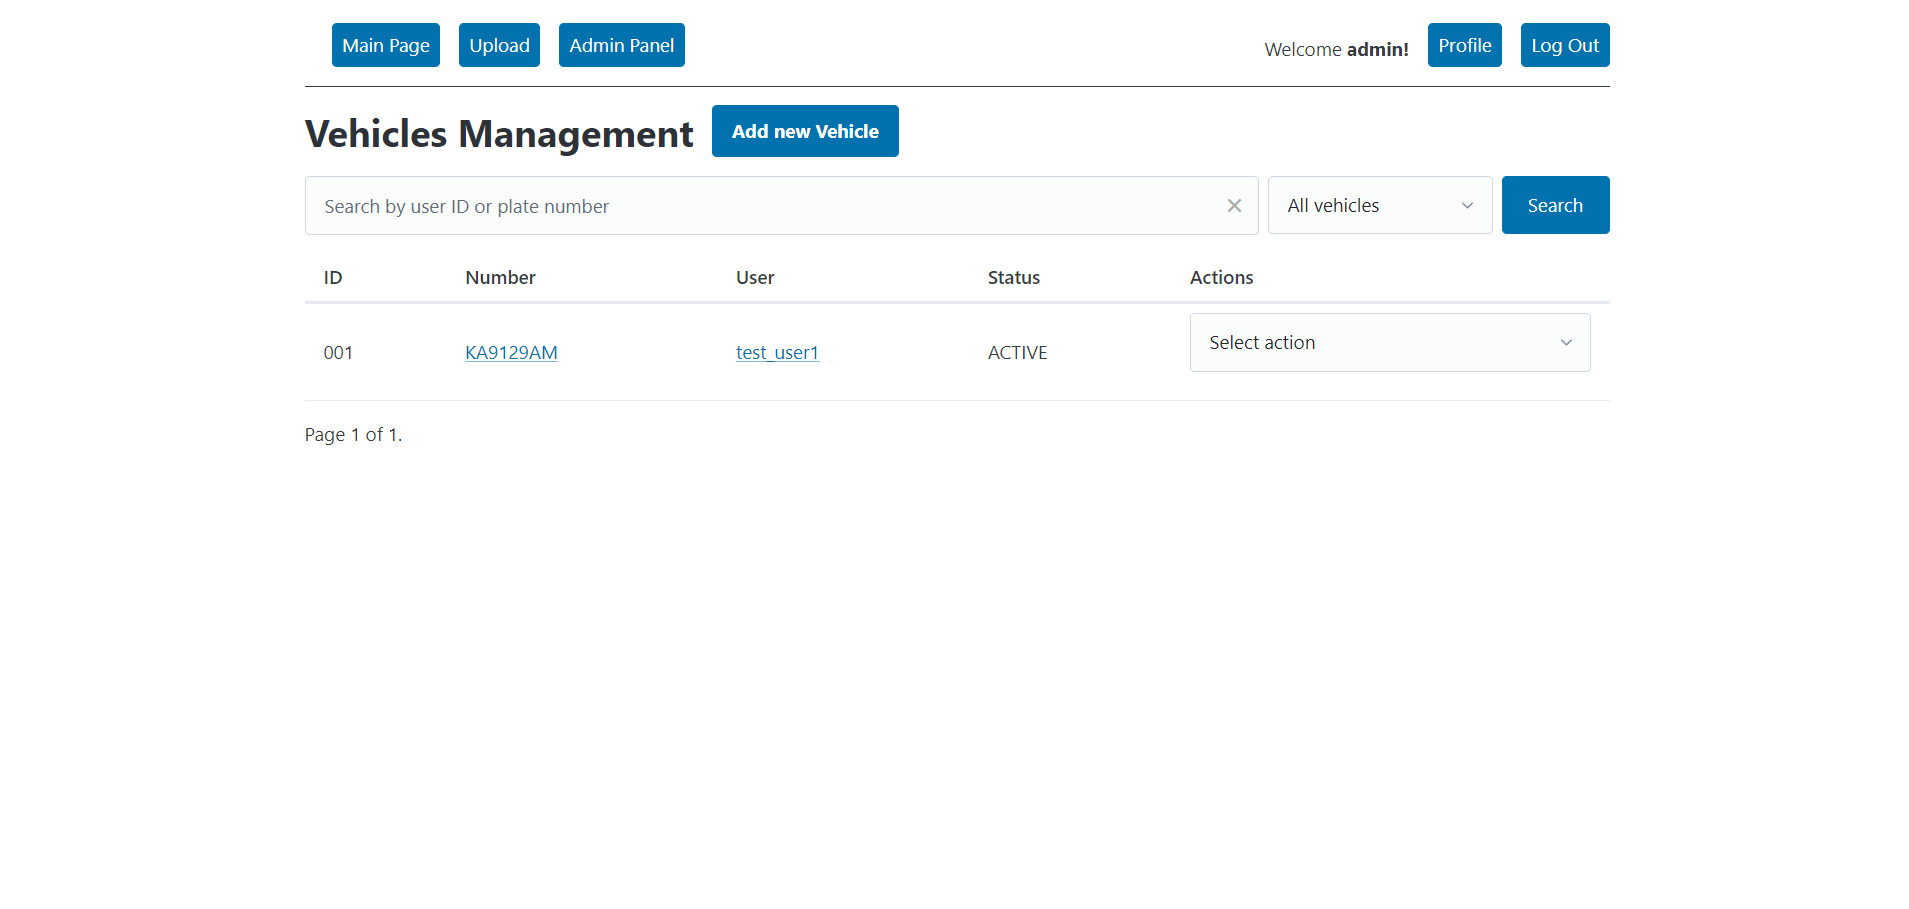 Main Page Upload Admin Panel Welcome admin! Profile Log Out
Vehicles Management Add new Vehicle
Search by user ID or plate number All vehicles Search
ID Number User Status Actions
001 KA9129AM test_user1 ACTIVE Select action
Page 1 of 1.